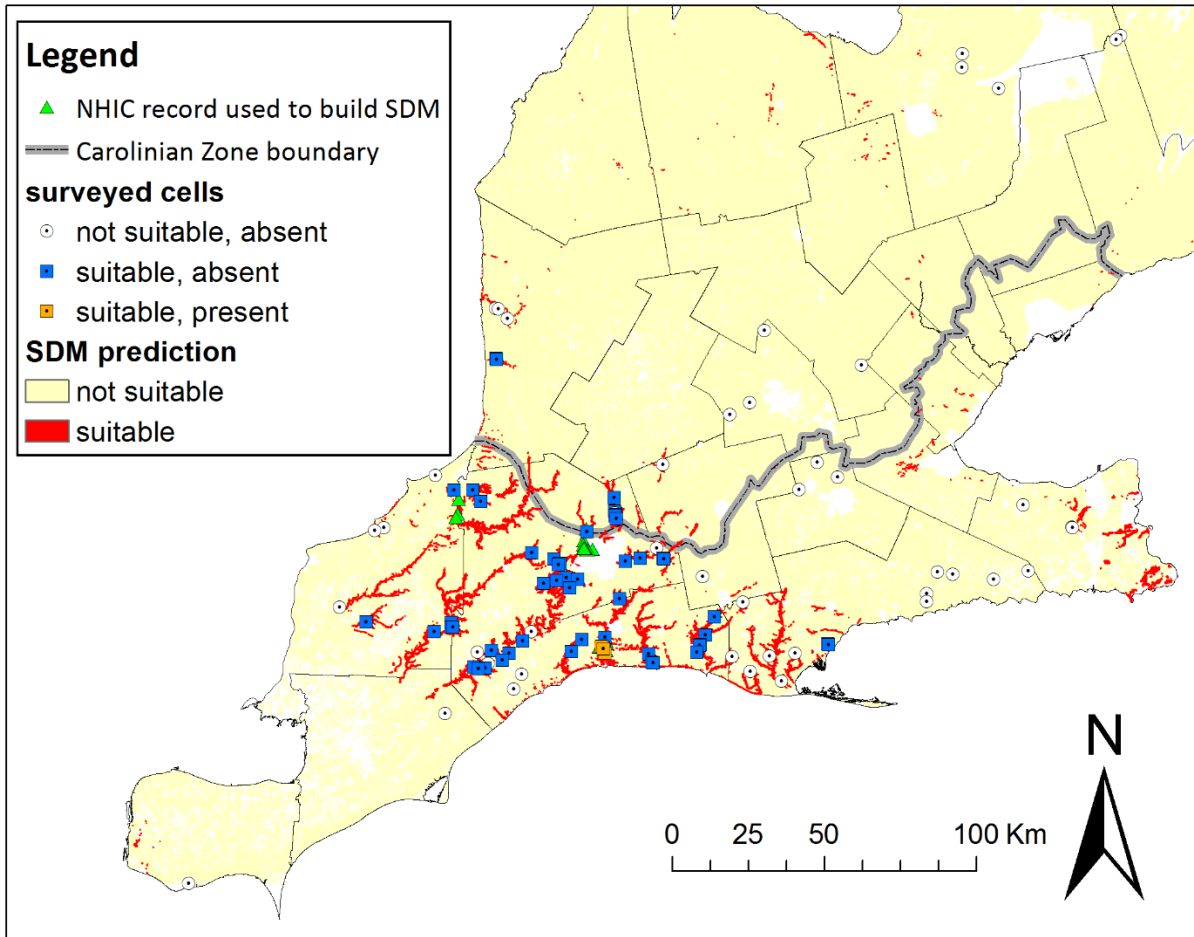 Legend
NHIC record used to build SDM
Carolinian Zone boundary
surveyed cells
not suitable, absent
suitable, absent
suitable, present
SDM prediction
not suitable
suitable
N
0 25 50 100 Km